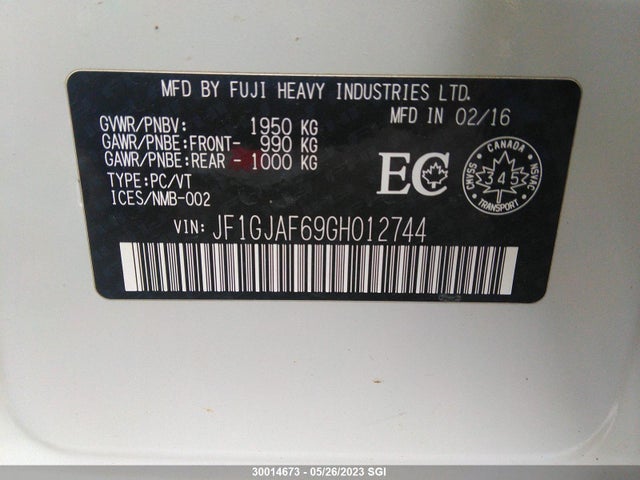 MFD BY FUJI HEAVY INDUSTRIES LTD.
MFD IN 02/16
GVWR/PNBV: 1950 KG
GAWR/PNBE:FRONT- 990 KG
GAWR/PNBE:REAR - 1000 KG
TYPE:PC/VT
ICES/NMB-002
EC
CANADA
CMVSS
NSVAC
345
TRANSPORT
VIN: JF1GJAF69GH012744
30014673 - 05/26/2023 SGI